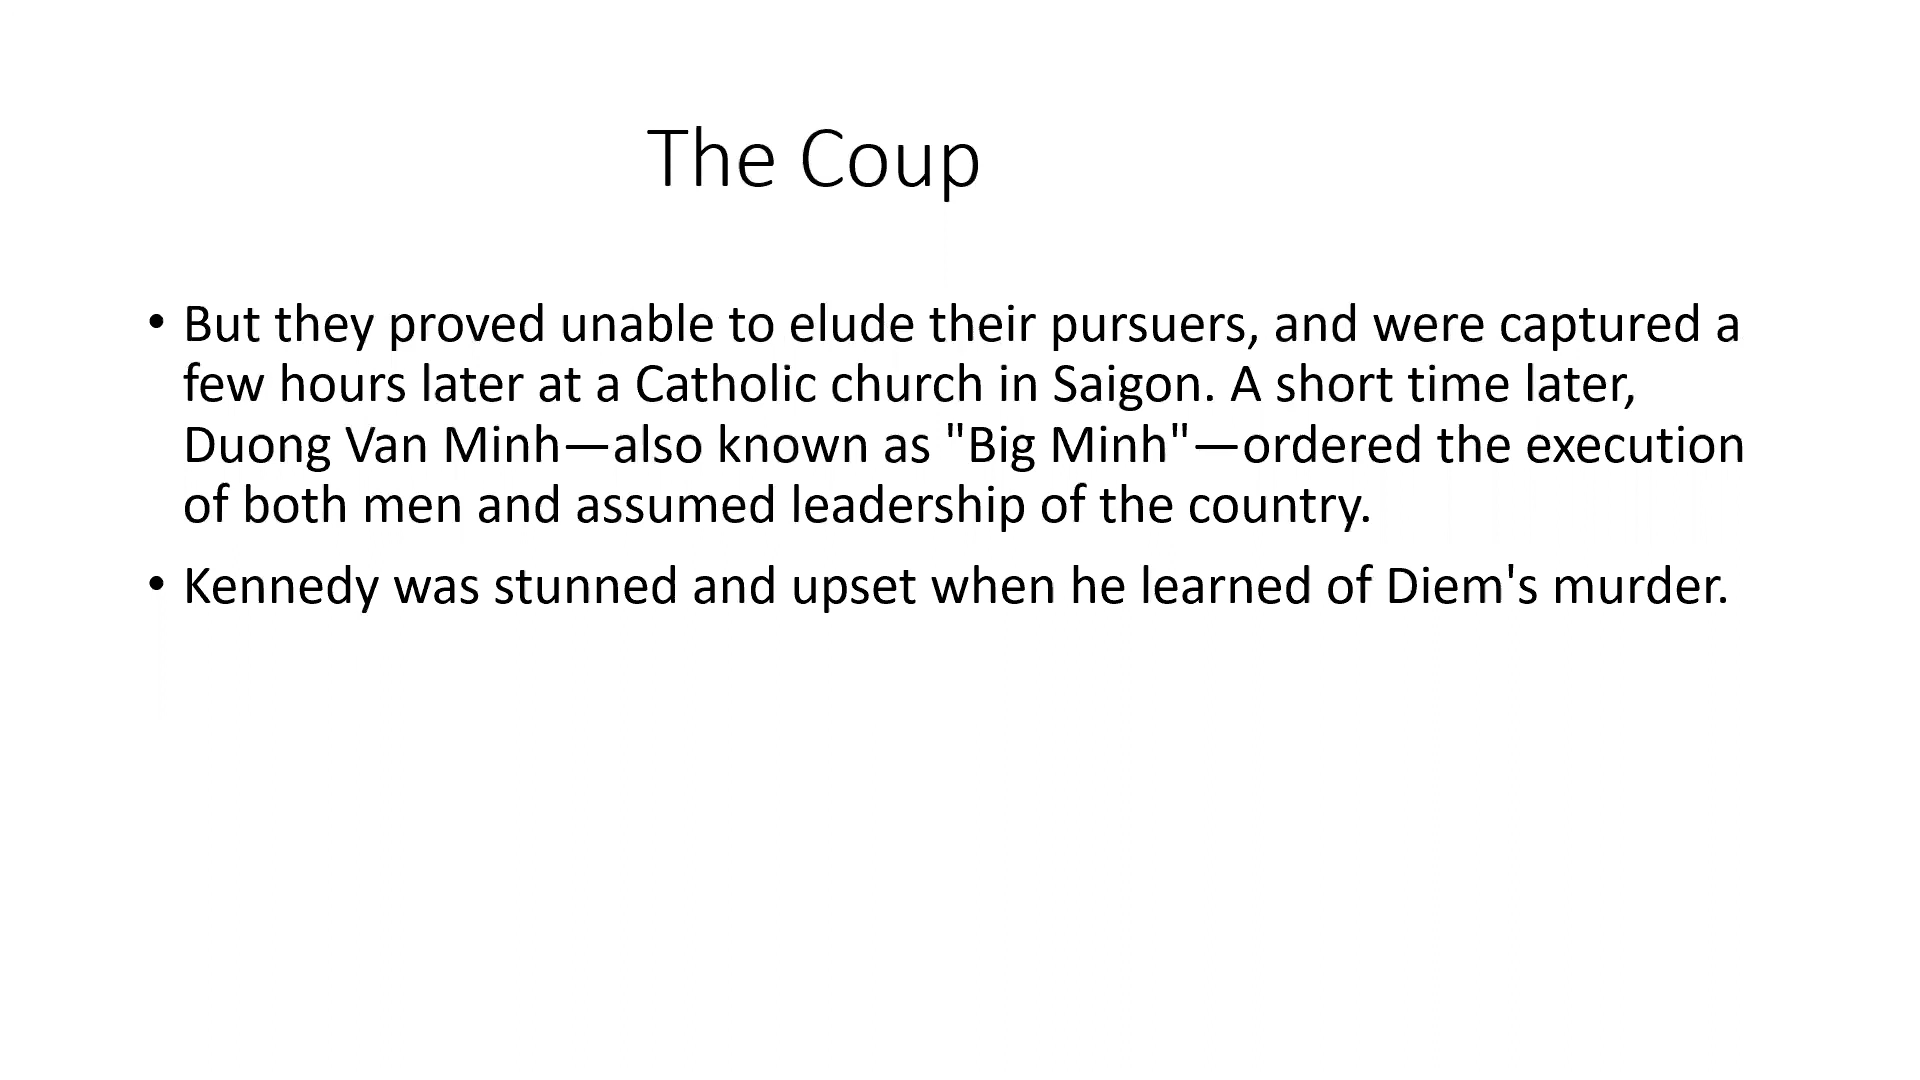 The Coup
• But they proved unable to elude their pursuers, and were captured a
few hours later at a Catholic church in Saigon. A short time later,
Duong Van Minh—also known as "Big Minh"—ordered the execution
of both men and assumed leadership of the country.
• Kennedy was stunned and upset when he learned of Diem's murder.